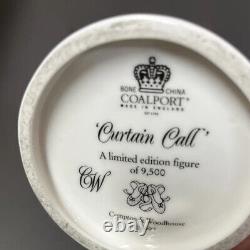 BONE CHINA
COALPORT®
MADE IN ENGLAND
'Curtain Call'
A limited edition figure
of 9,500
CW
Compton & Woodhouse